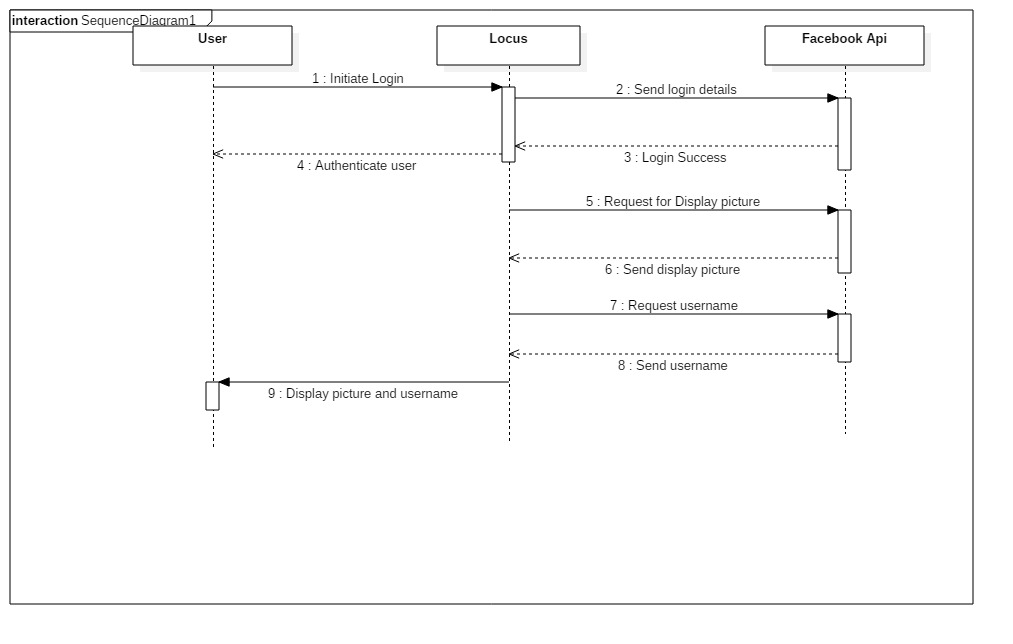 interaction SequenceDiagram1
User
Locus
Facebook Api
1 : Initiate Login
2 : Send login details
3 : Login Success
4 : Authenticate user
5 : Request for Display picture
6 : Send display picture
7 : Request username
8 : Send username
9 : Display picture and username